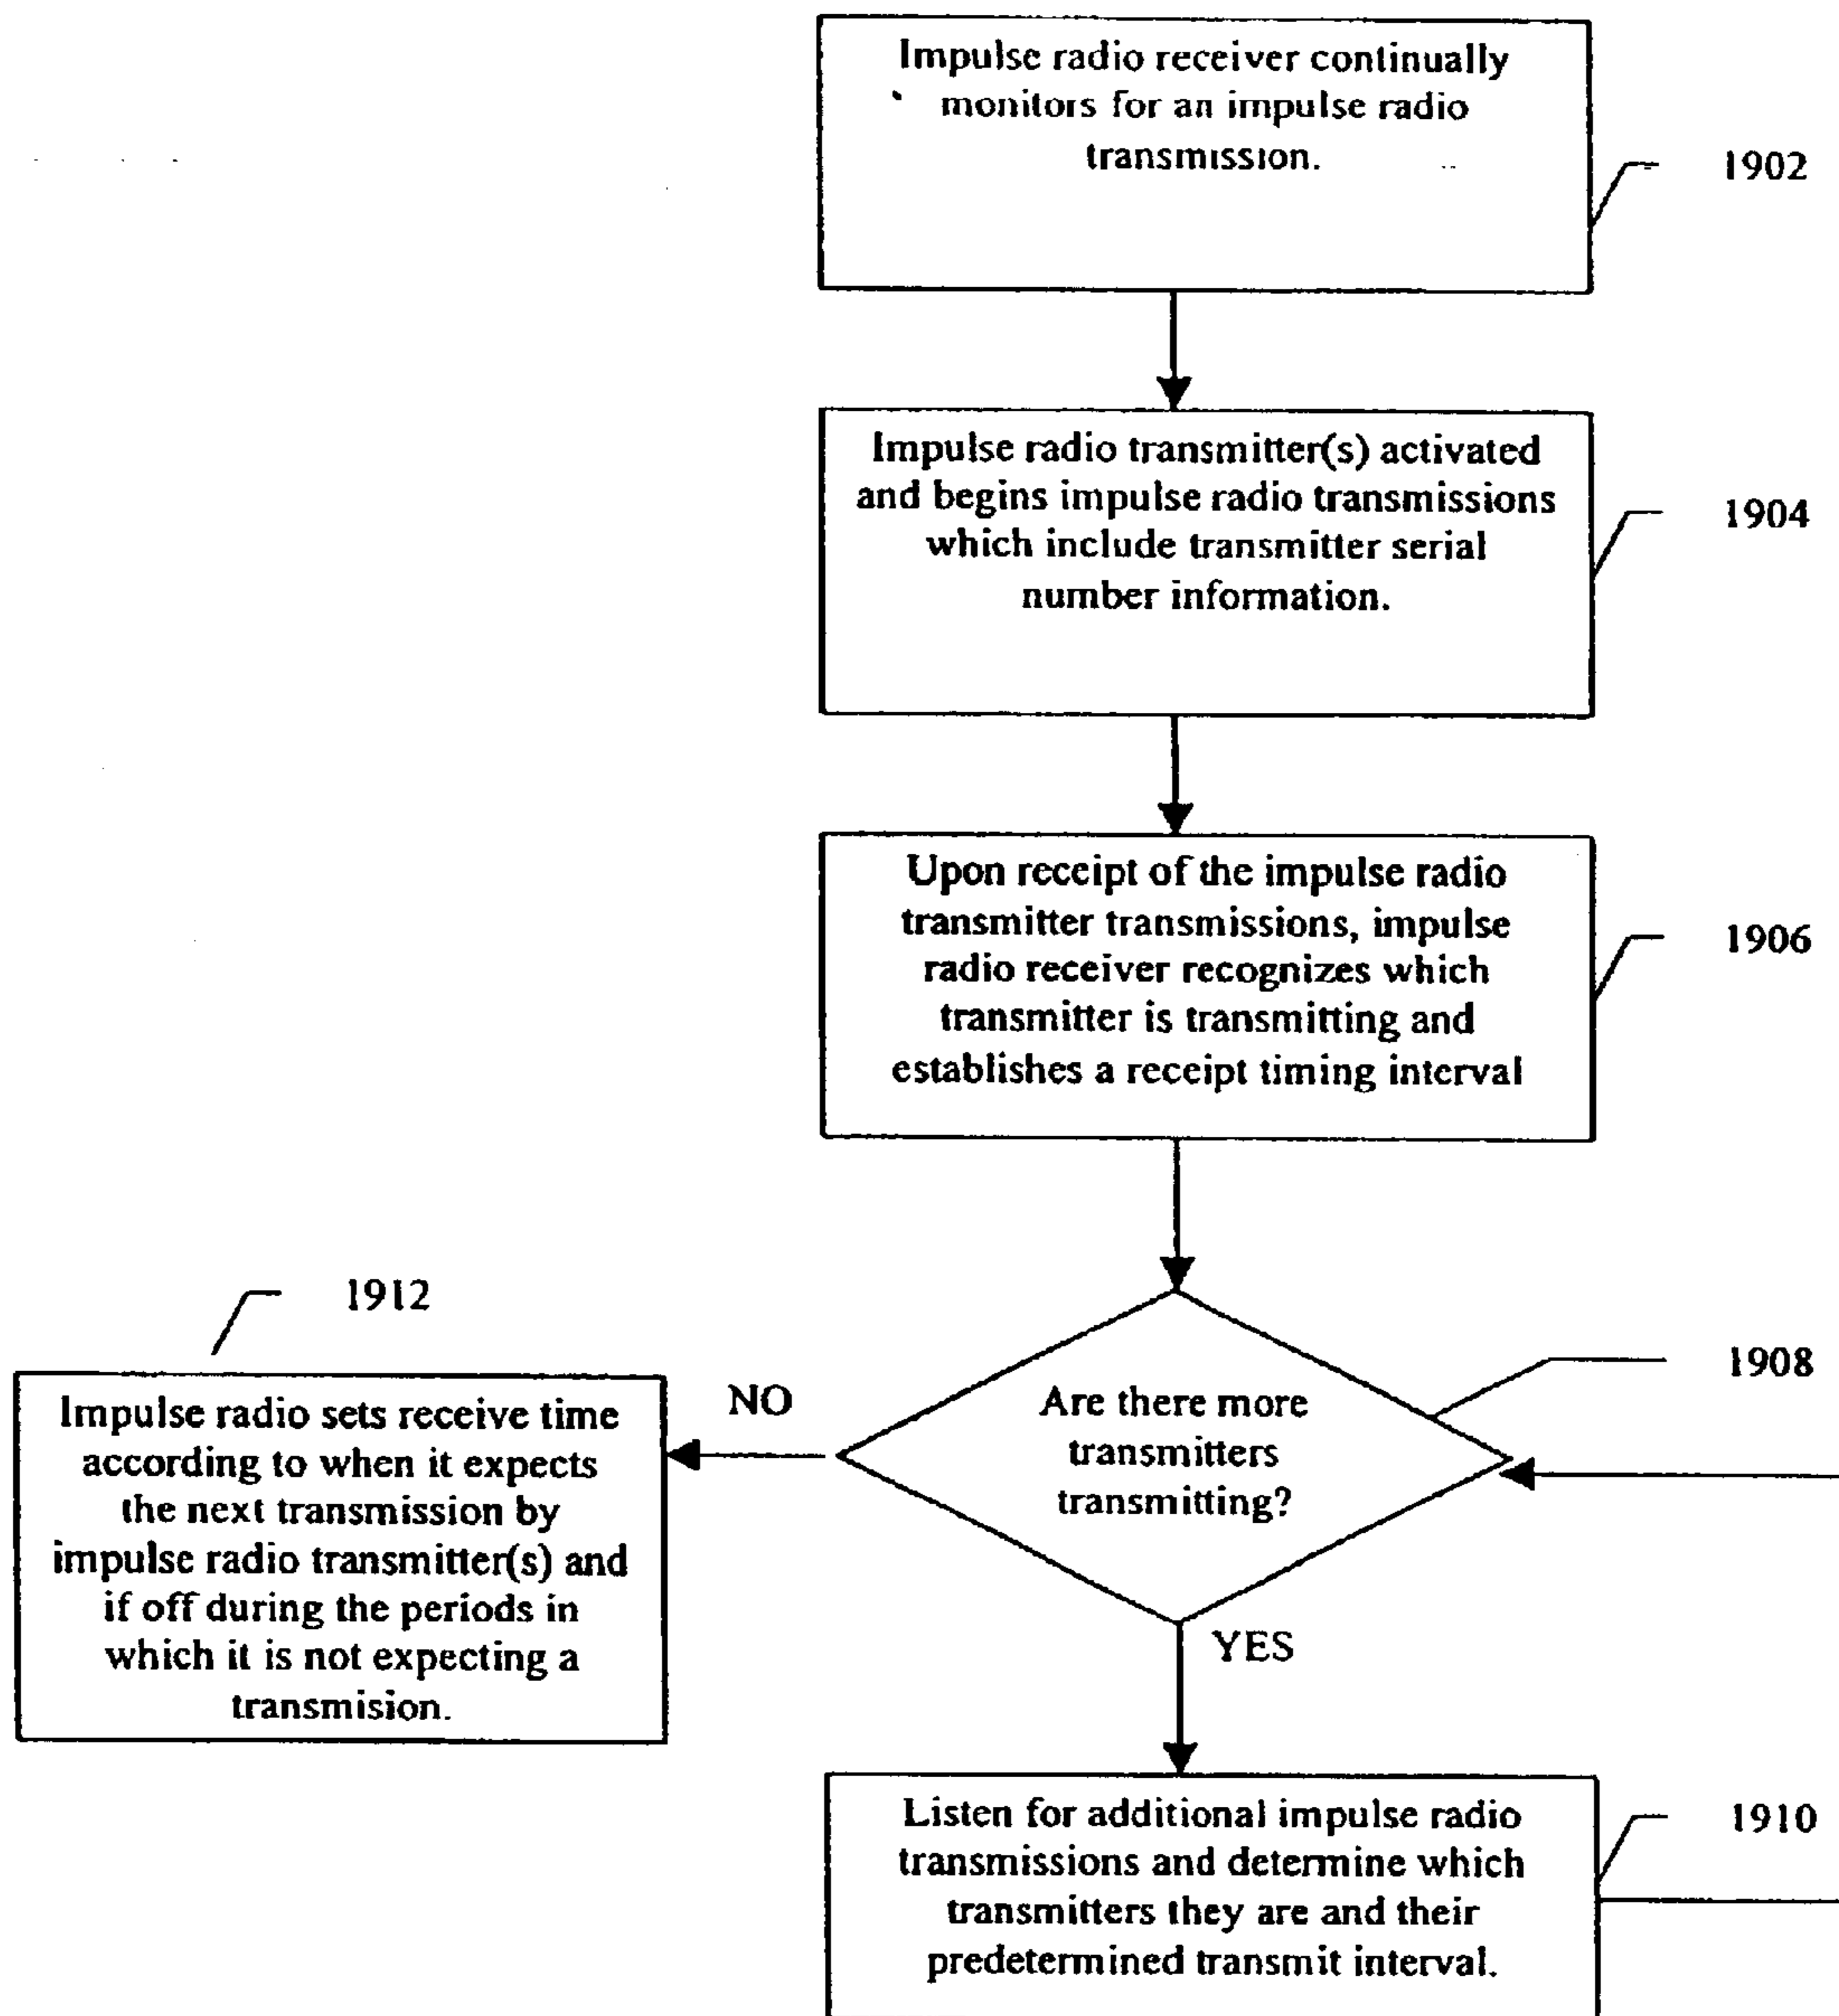 Impulse radio receiver continually
monitors for an impulse radio
transmission.
1902
Impulse radio transmitter(s) activated
and begins impulse radio transmissions
which include transmitter serial
number information.
1904
Upon receipt of the impulse radio
transmitter transmissions, impulse
radio receiver recognizes which
transmitter is transmitting and
establishes a receipt timing interval
1906
Are there more
transmitters
transmitting?
1908
NO
YES
1912
Impulse radio sets receive time
according to when it expects
the next transmission by
impulse radio transmitter(s) and
if off during the periods in
which it is not expecting a
transmision.
Listen for additional impulse radio
transmissions and determine which
transmitters they are and their
predetermined transmit interval.
1910